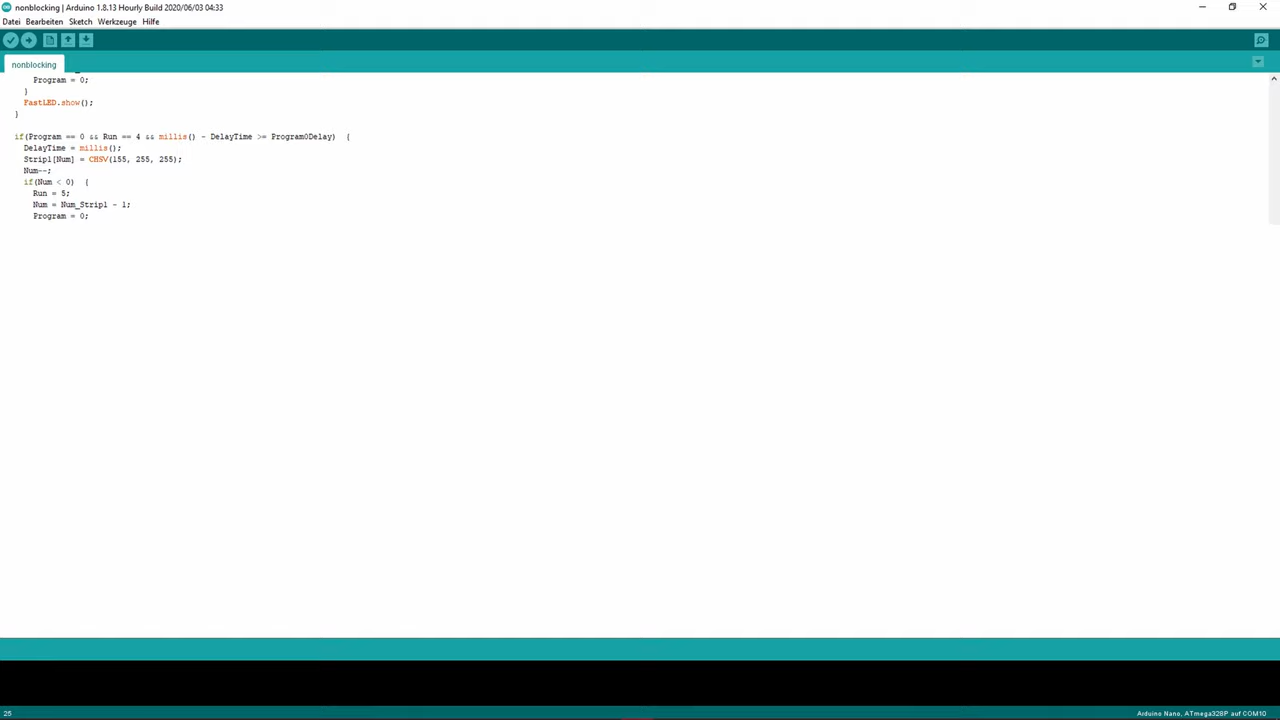 nonblocking | Arduino 1.8.13 Hourly Build 2020/06/03 04:33
Datei Bearbeiten Sketch Werkzeuge Hilfe
nonblocking
Program = 0;
}
FastLED.show();
}
if(Program == 0 && Run == 4 && millis() - DelayTime >= Program0Delay) {
DelayTime = millis();
Strip1[Num] = CHSV(155, 255, 255);
Num--;
if(Num < 0) {
Run = 5;
Num = Num_Strip1 - 1;
Program = 0;
25
Arduino Nano, ATmega328P auf COM10